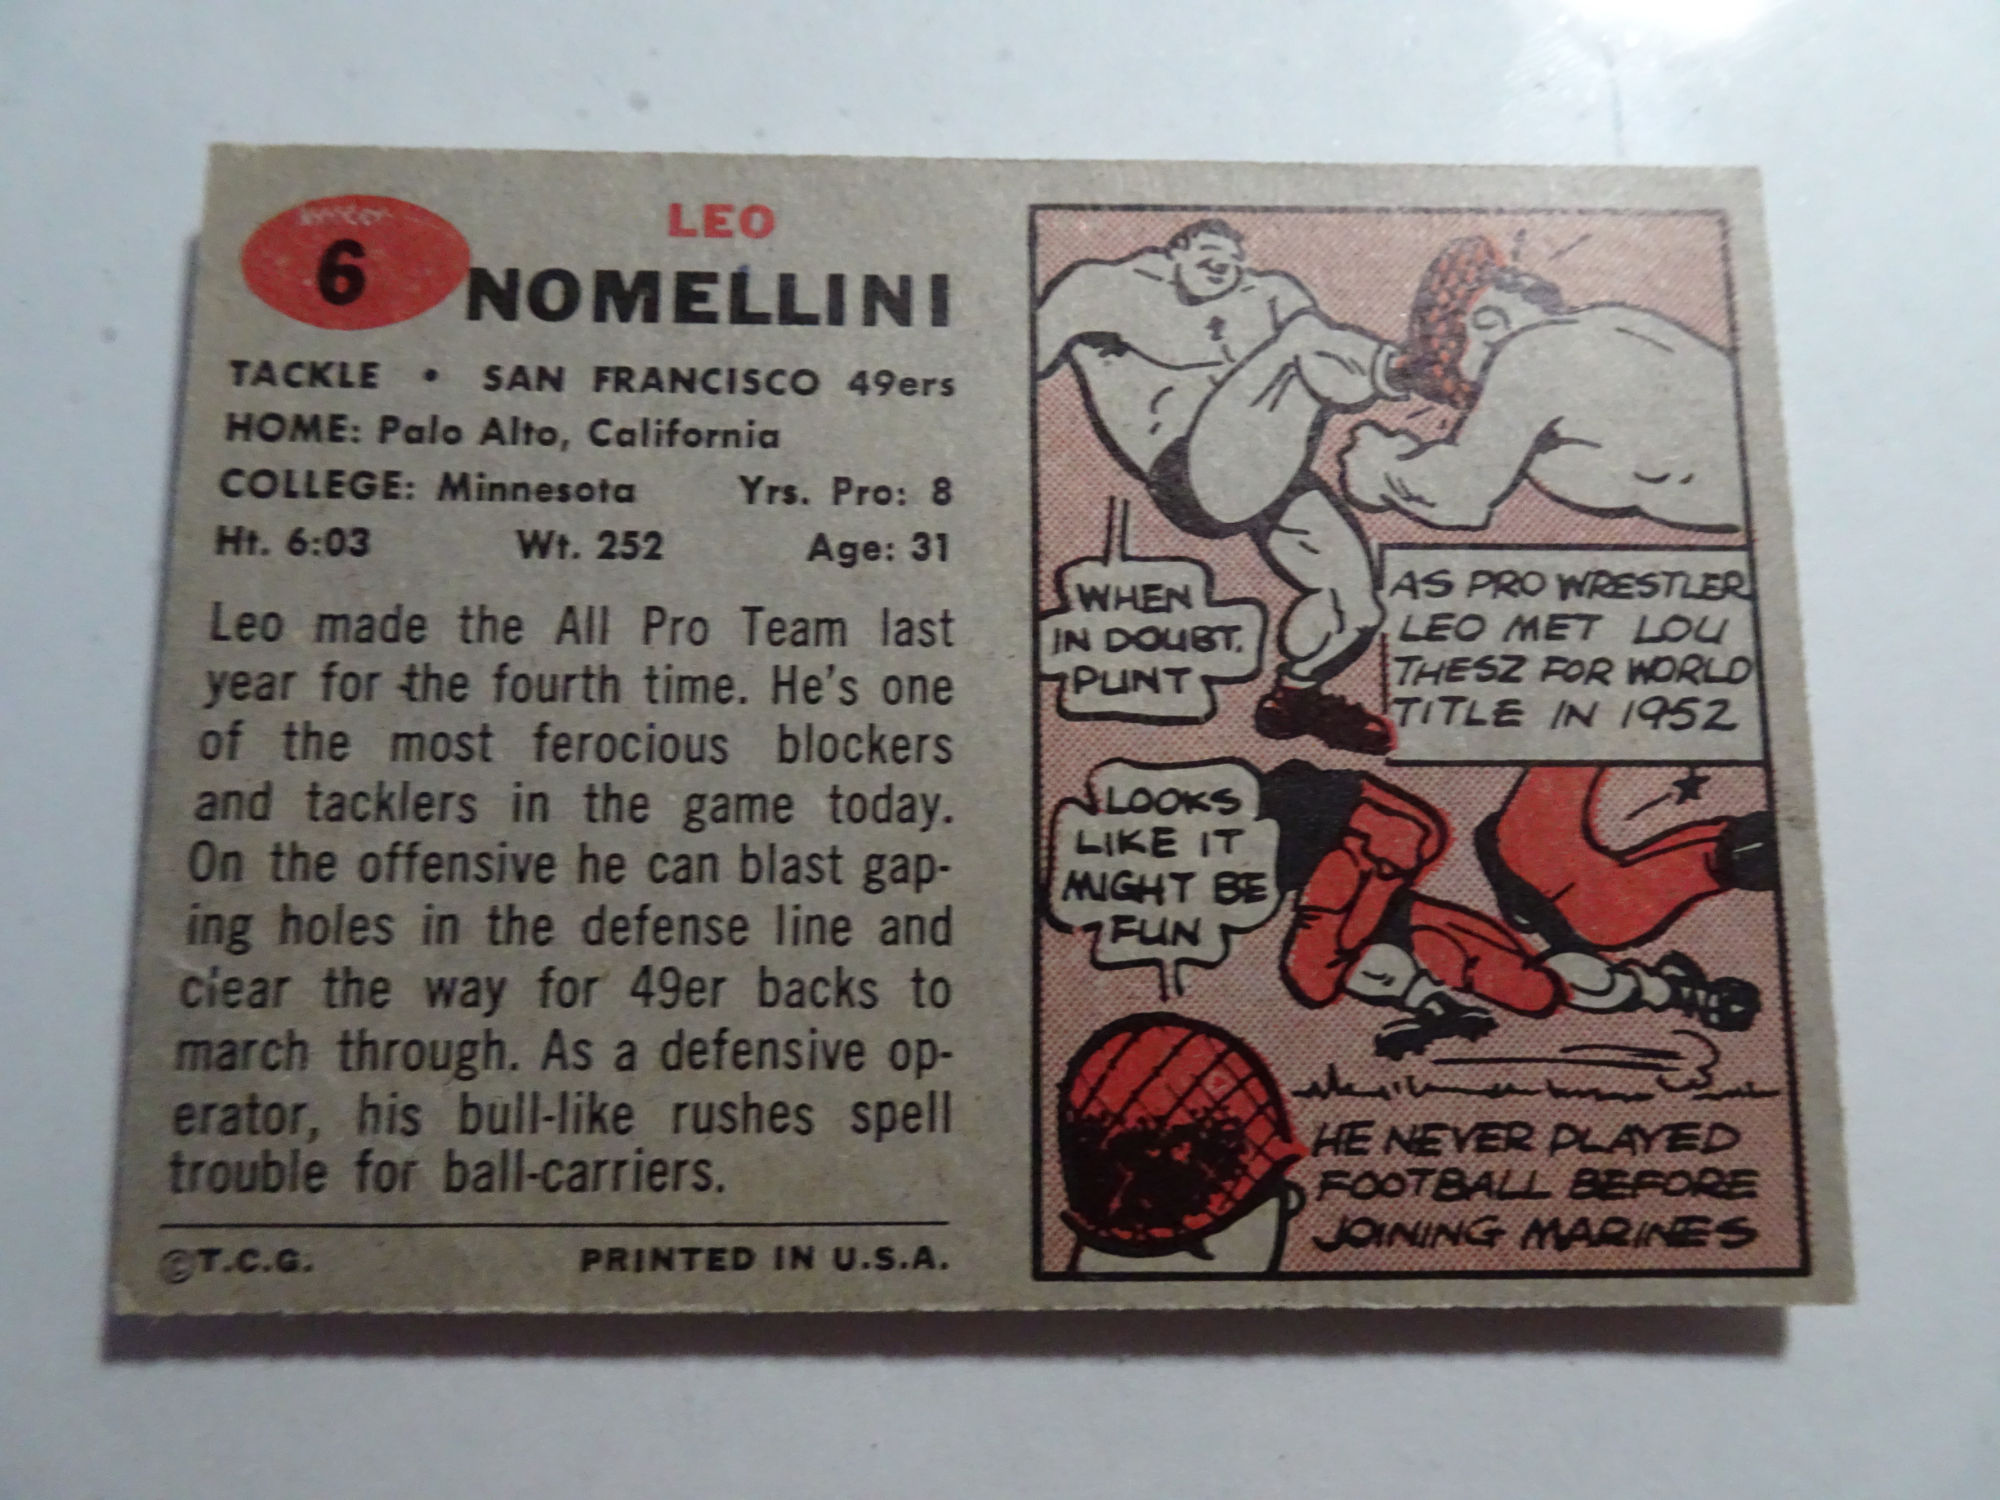 6
LEO
NOMELLINI
TACKLE • SAN FRANCISCO 49ers
HOME: Palo Alto, California
COLLEGE: Minnesota Yrs. Pro: 8
Ht. 6:03 Wt. 252 Age: 31
Leo made the All Pro Team last
year for the fourth time. He's one
of the most ferocious blockers
and tacklers in the game today.
On the offensive he can blast gap-
ing holes in the defense line and
clear the way for 49er backs to
march through. As a defensive op-
erator, his bull-like rushes spell
trouble for ball-carriers.
©T.C.G. PRINTED IN U.S.A.
WHEN
IN DOUBT.
PUNT
AS PRO WRESTLER
LEO MET LOU
THESZ FOR WORLD
TITLE IN 1952
LOOKS
LIKE IT
MIGHT BE
FUN
HE NEVER PLAYED
FOOTBALL BEFORE
JOINING MARINES